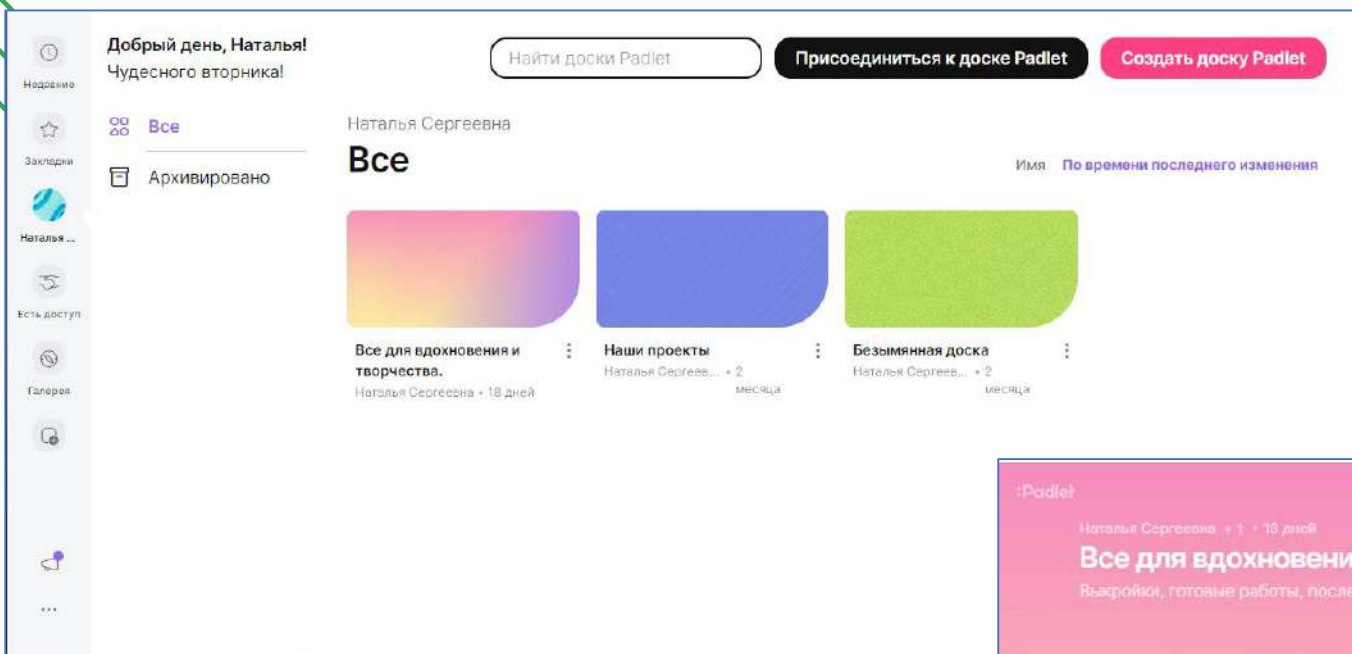 Недавние
Закладки
Наталья ...
Есть доступ
Галерея
...
Добрый день, Наталья!
Чудесного вторника!
Найти доски Padlet
Присоединиться к доске Padlet
Создать доску Padlet
Все
Архивировано
Наталья Сергеевна
Все
Имя По времени последнего изменения
Все для вдохновения и
творчества.
Наталья Сергеевна • 18 дней
Наши проекты
Наталья Сергеев... • 2
месяца
Безымянная доска
Наталья Сергеев... • 2
месяца
:Padlet
Наталья Сергеевна + 1 • 18 дней
Все для вдохновени
Выкройки, готовые работы, после